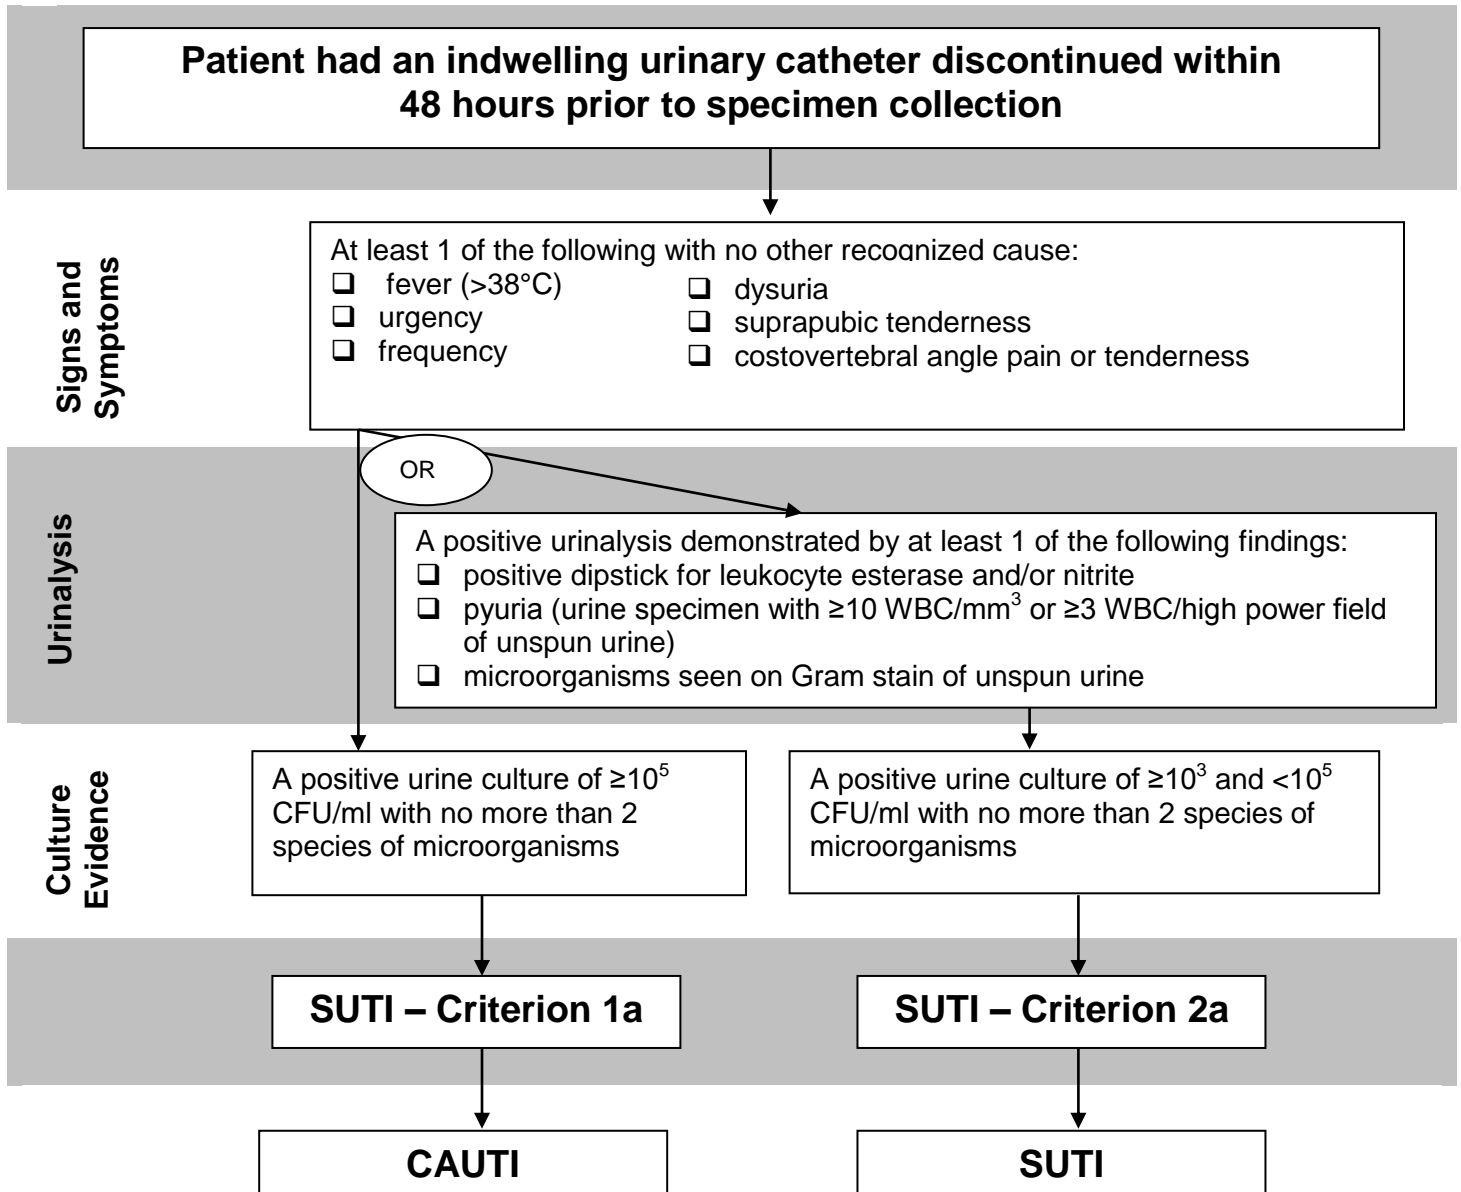 Patient had an indwelling urinary catheter discontinued within
48 hours prior to specimen collection
Signs and
Symptoms
At least 1 of the following with no other recognized cause:
❑ fever (>38°C)
❑ urgency
❑ frequency
❑ dysuria
❑ suprapubic tenderness
❑ costovertebral angle pain or tenderness
OR
Urinalysis
A positive urinalysis demonstrated by at least 1 of the following findings:
❑ positive dipstick for leukocyte esterase and/or nitrite
❑ pyuria (urine specimen with ≥10 WBC/mm³ or ≥3 WBC/high power field
of unspun urine)
❑ microorganisms seen on Gram stain of unspun urine
Culture
Evidence
A positive urine culture of ≥10⁵
CFU/ml with no more than 2
species of microorganisms
A positive urine culture of ≥10³ and <10⁵
CFU/ml with no more than 2 species of
microorganisms
SUTI – Criterion 1a
SUTI – Criterion 2a
CAUTI
SUTI